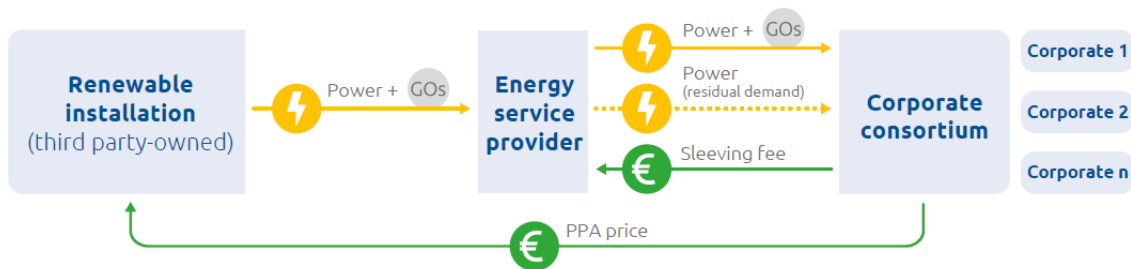 Renewable
installation
(third party-owned)
Power + GOs
Energy
service
provider
Power + GOs
Power
(residual demand)
€ Sleeving fee
Corporate
consortium
Corporate 1
Corporate 2
Corporate n
€ PPA price